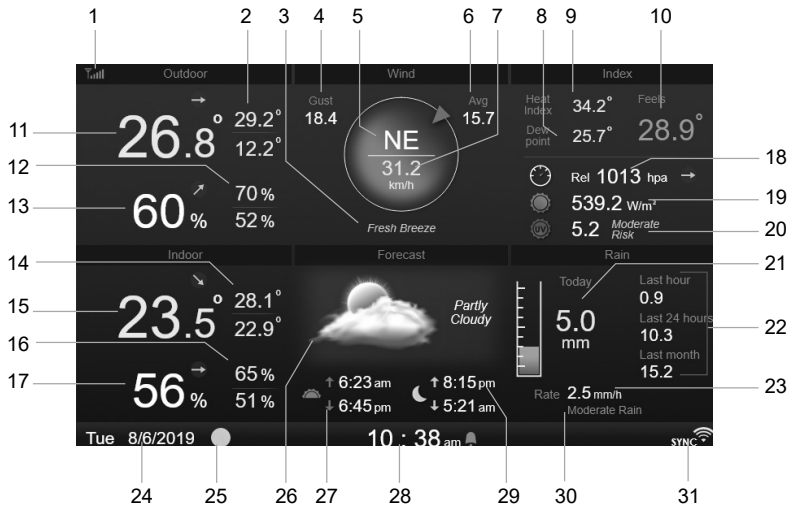 1 2 3 4 5 6 7 8 9 10
Outdoor Wind Index
26.8° 29.2° 12.2°
60% 70% 52%
Gust 18.4
NE
31.2
km/h
Avg 15.7
Fresh Breeze
Heat Index 34.2°
Dew point 25.7°
Feels 28.9°
Rel 1013 hpa
539.2 W/m²
UV 5.2 Moderate Risk
Indoor Forecast Rain
23.5° 28.1° 22.9°
56% 65% 51%
Partly
Cloudy
6:23 am 8:15 pm
6:45 pm 5:21 am
Today
5.0
mm
Last hour
0.9
Last 24 hours
10.3
Last month
15.2
Rate 2.5 mm/h
Moderate Rain
Tue 8/6/2019 10 : 38 am SYNC
11
12
13
14
15
16
17
18
19
20
21
22
23
24 25 26 27 28 29 30 31